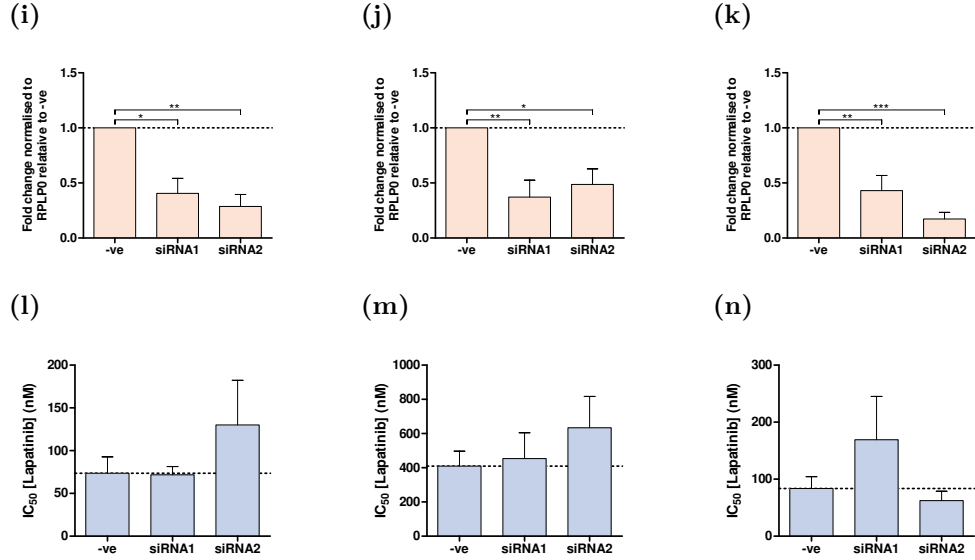 (i)
(j)
(k)
Fold change normalised to
RPLP0 relataive to -ve
1.5
1.0
0.5
0.0
**
*
-ve
siRNA1
siRNA2
Fold change normalised to
RPLP0 relataive to -ve
1.5
1.0
0.5
0.0
*
**
-ve
siRNA1
siRNA2
Fold change normalised to
RPLP0 relataive to -ve
1.5
1.0
0.5
0.0
***
**
-ve
siRNA1
siRNA2
(l)
(m)
(n)
IC50 [Lapatinib] (nM)
200
150
100
50
0
-ve
siRNA1
siRNA2
IC50 [Lapatinib] (nM)
1000
800
600
400
200
0
-ve
siRNA1
siRNA2
IC50 [Lapatinib] (nM)
300
200
100
0
-ve
siRNA1
siRNA2